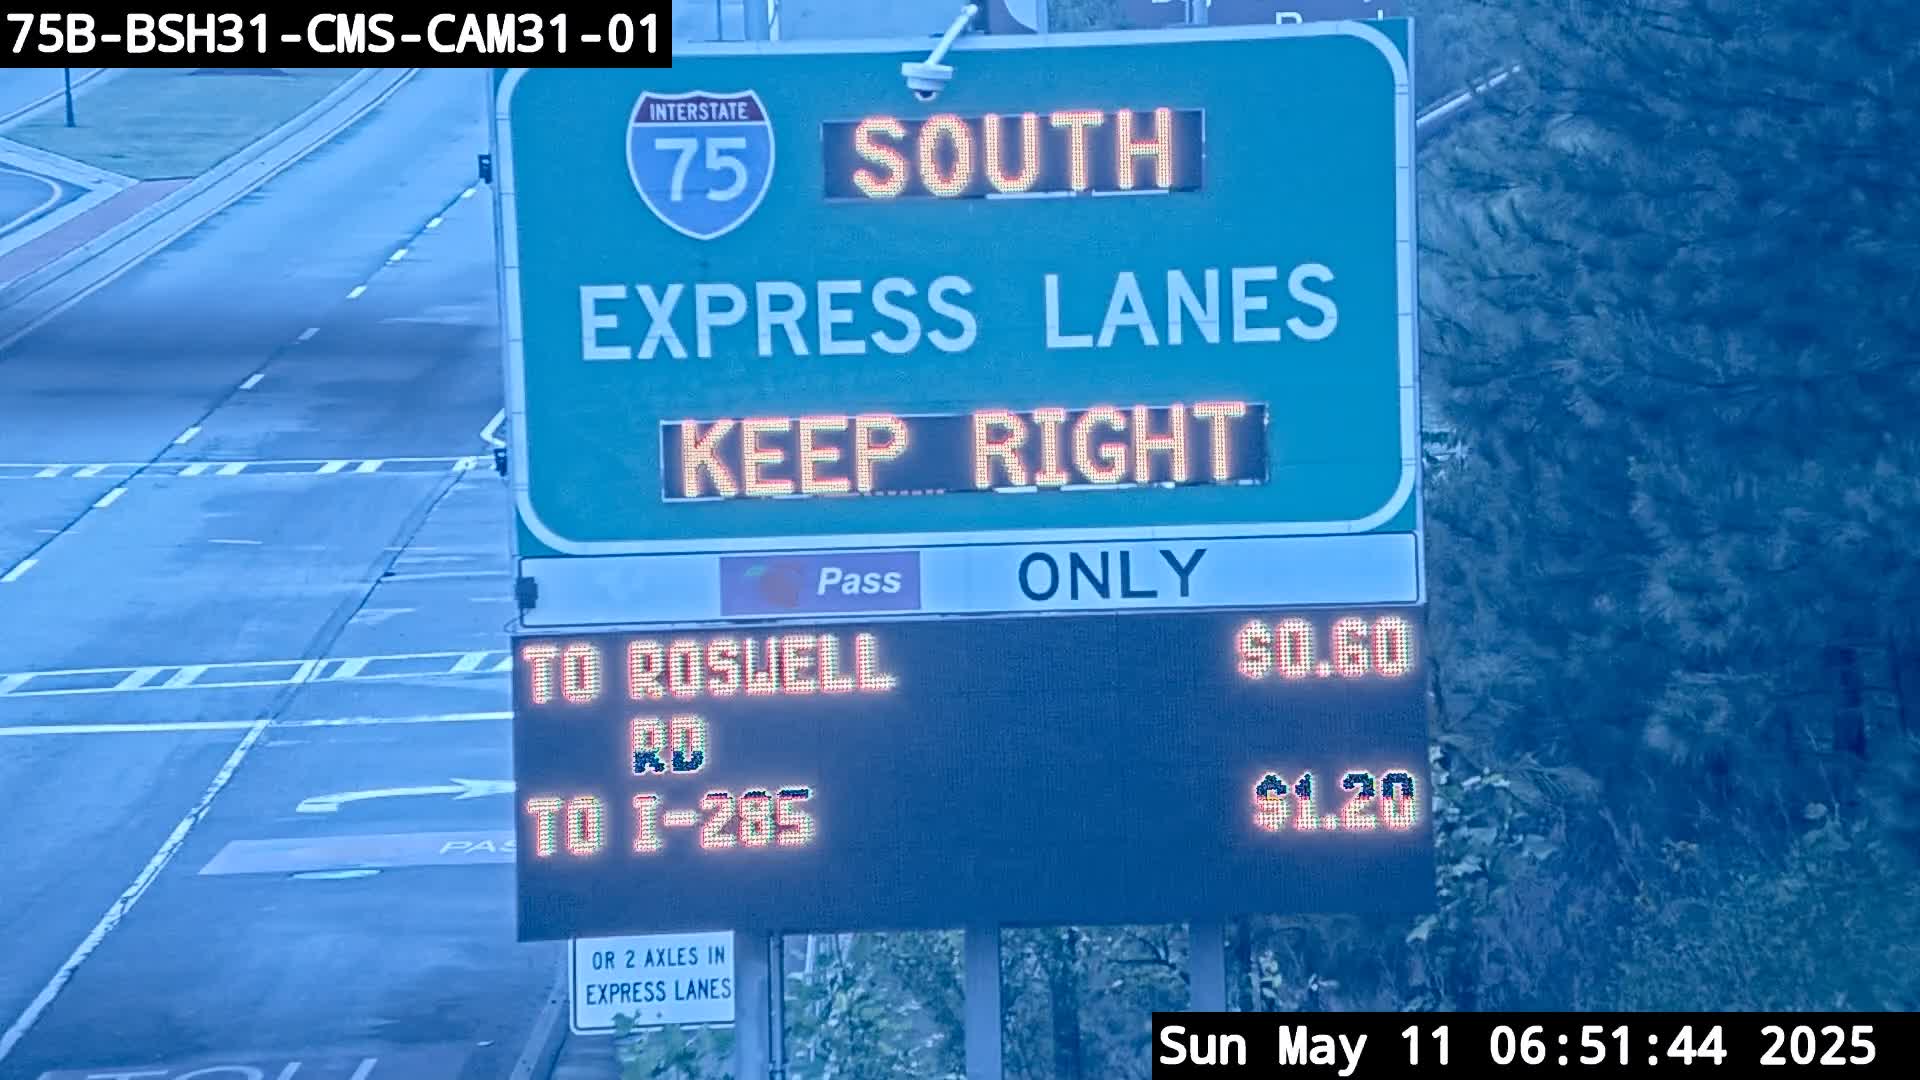 75B-BSH31-CMS-CAM31-01
INTERSTATE
75
SOUTH
EXPRESS LANES
KEEP RIGHT
Pass
ONLY
TO ROSWELL $0.60
RD
TO I-285 $1.20
OR 2 AXLES IN
EXPRESS LANES
Sun May 11 06:51:44 2025